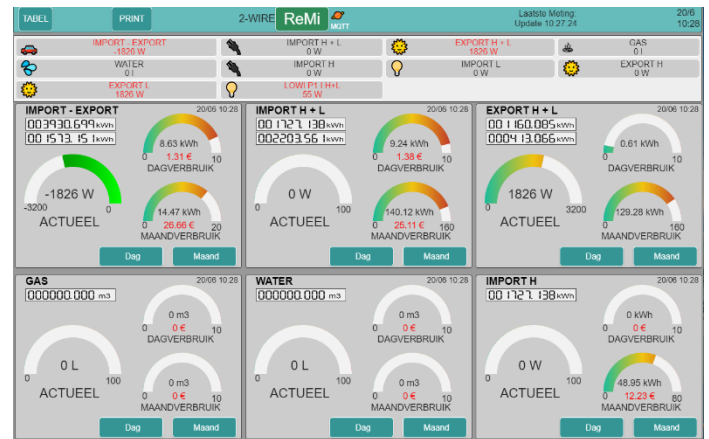 TABEL PRINT 2-WIRE ReMi MQTT Laatste Meting: 20/6
Update 10:27:24 10:28
IMPORT - EXPORT IMPORT H + L EXPORT H + L GAS
-1826 W 0 W -1826 W 0 l
WATER IMPORT H IMPORT L EXPORT H
0 l 0 W 0 W 0 W
EXPORT L LOWI P1 I H+L
1826 W 55 W
IMPORT - EXPORT 20/06 10:28
003930.699 kWh
001573.151 kWh
8.63 kWh
0 1.31 € 10
DAGVERBRUIK
-1826 W
-3200 0
ACTUEEL
14.47 kWh
0 26.66 € 20
MAANDVERBRUIK
Dag Maand
IMPORT H + L 20/06 10:28
001727.138 kWh
002203.561 kWh
9.24 kWh
0 1.38 € 10
DAGVERBRUIK
0 W
0 100
ACTUEEL
140.12 kWh
0 25.11 € 160
MAANDVERBRUIK
Dag Maand
EXPORT H + L 20/06 10:28
001160.085 kWh
000413.066 kWh
0.61 kWh
0 10
DAGVERBRUIK
1826 W
0 3200
ACTUEEL
129.28 kWh
0 160
MAANDVERBRUIK
Dag Maand
GAS 20/06 10:28
000000.000 m3
0 m3
0 0 € 10
DAGVERBRUIK
0 L
0 100
ACTUEEL
0 m3
0 0 € 10
MAANDVERBRUIK
Dag Maand
WATER 20/06 10:28
000000.000 m3
0 m3
0 0 € 10
DAGVERBRUIK
0 L
0 100
ACTUEEL
0 m3
0 0 € 10
MAANDVERBRUIK
Dag Maand
IMPORT H 20/06 10:28
001727.138 kWh
0 kWh
0 0 € 10
DAGVERBRUIK
0 W
0 100
ACTUEEL
48.95 kWh
0 12.23 € 80
MAANDVERBRUIK
Dag Maand